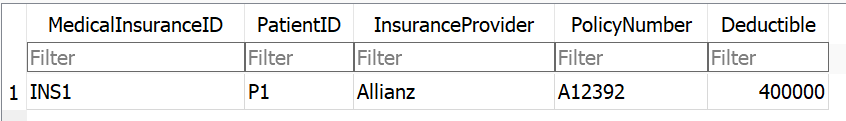 MedicalInsuranceID PatientID InsuranceProvider PolicyNumber Deductible
Filter Filter Filter Filter Filter
1 INS1 P1 Allianz A12392 400000